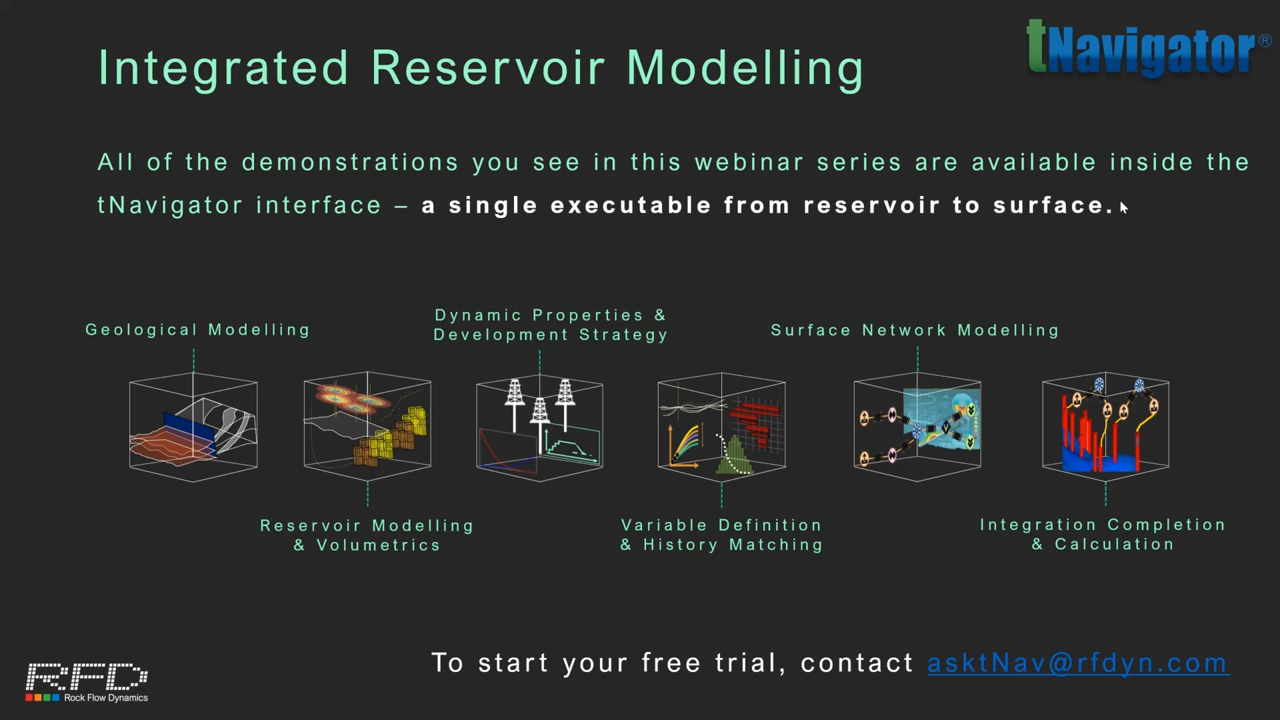 Integrated Reservoir Modelling
tNavigator®
All of the demonstrations you see in this webinar series are available inside the
tNavigator interface – a single executable from reservoir to surface.
Geological Modelling
Dynamic Properties &
Development Strategy
Surface Network Modelling
Reservoir Modelling
& Volumetrics
Variable Definition
& History Matching
Integration Completion
& Calculation
To start your free trial, contact asktNav@rfdyn.com
RFD
Rock Flow Dynamics